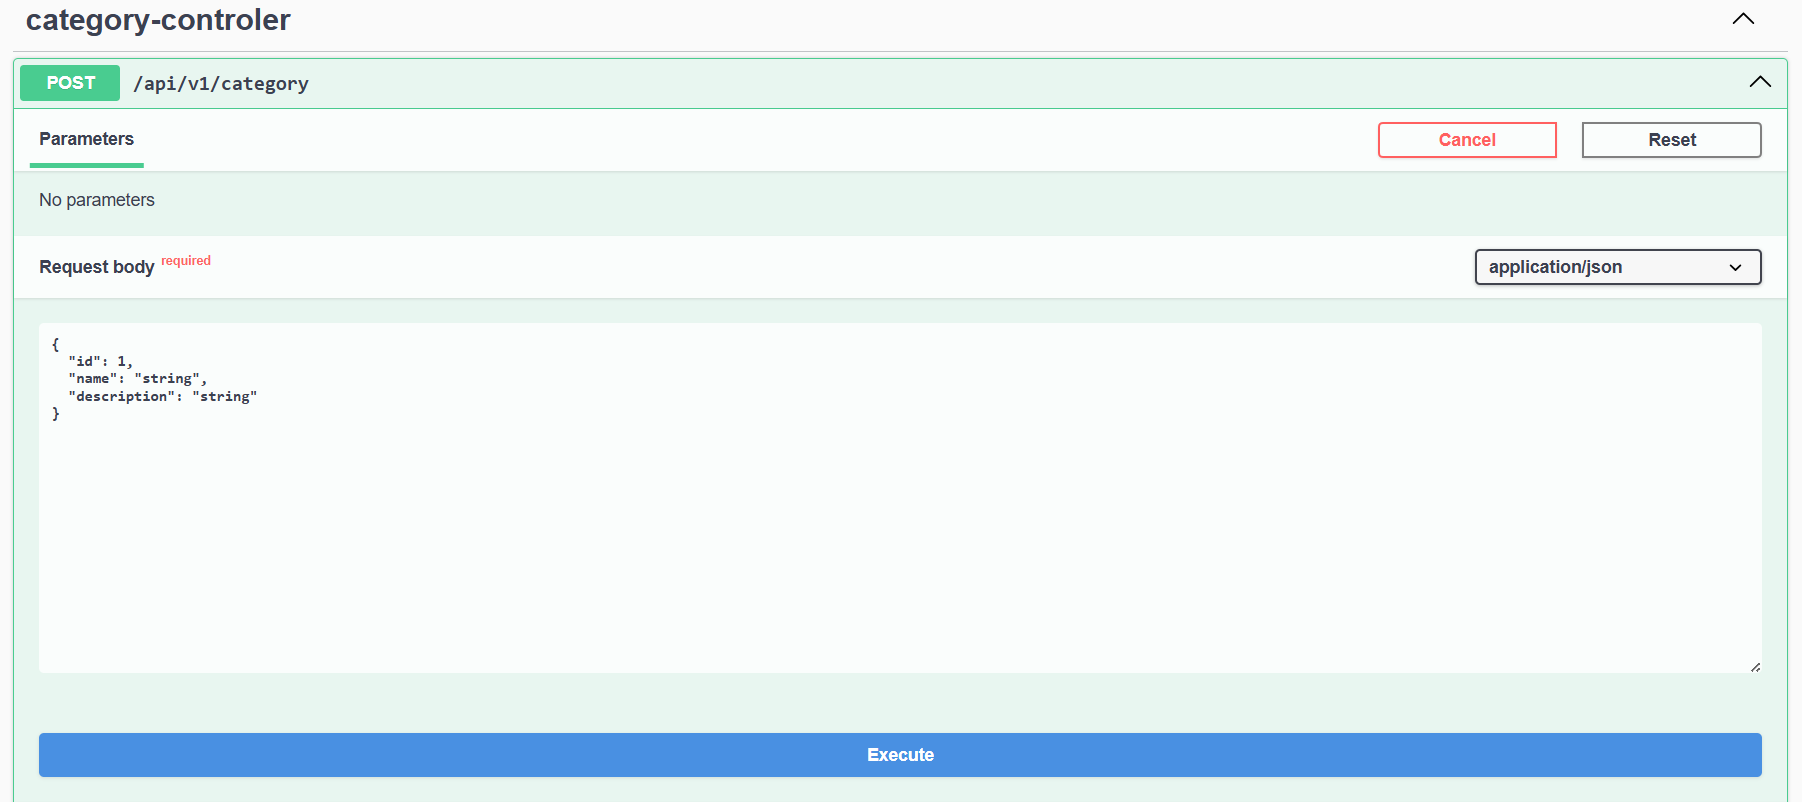 category-controler
POST /api/v1/category
Parameters
Cancel
Reset
No parameters
Request body required
application/json
{
  "id": 1,
  "name": "string",
  "description": "string"
}
Execute